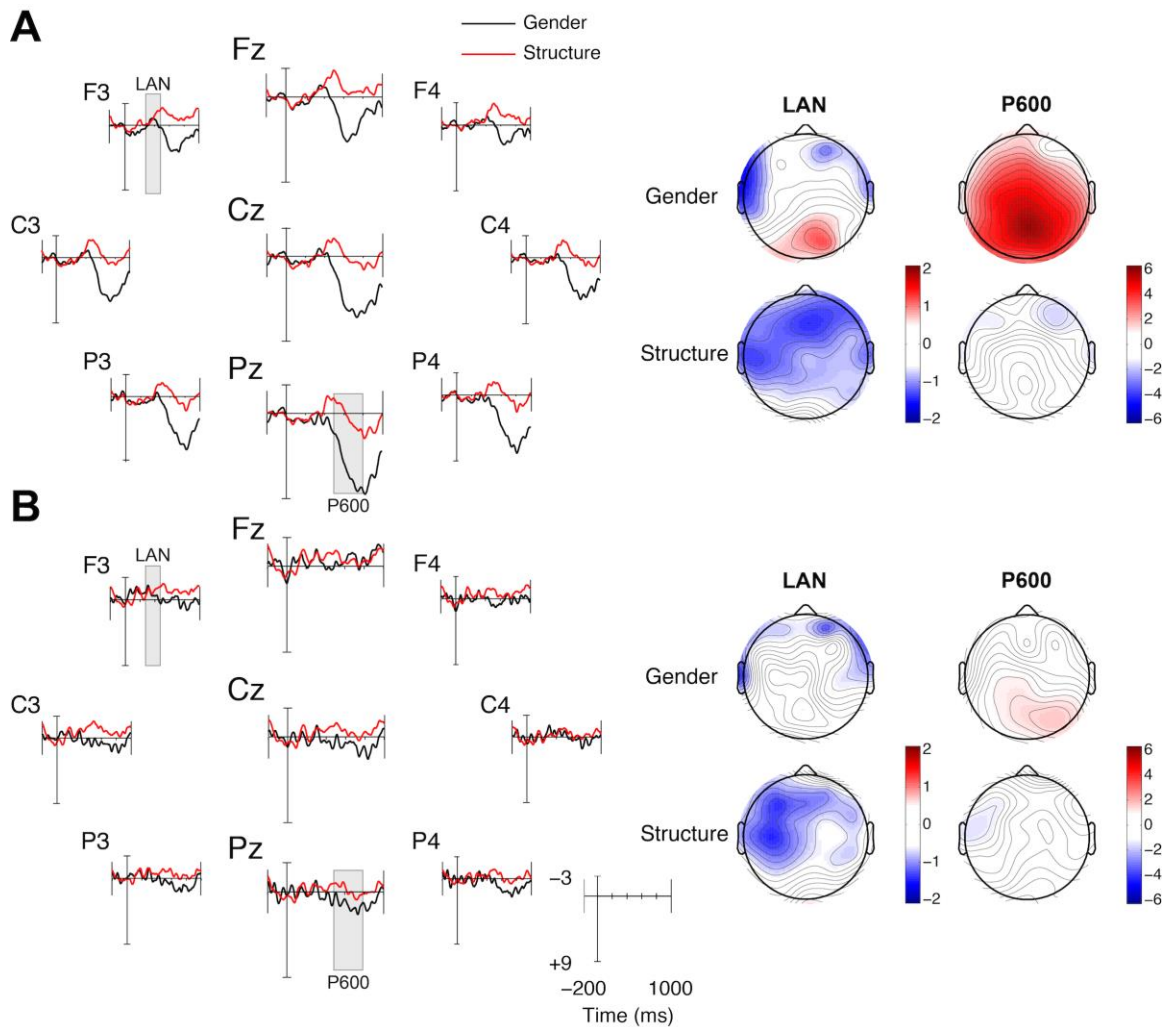 A
Gender
Structure
F3
LAN
Fz
F4
C3
Cz
C4
P3
Pz
P4
P600
LAN
P600
Gender
Structure
2
1
0
−1
−2
6
4
2
0
−2
−4
−6
B
F3
LAN
Fz
F4
C3
Cz
C4
P3
Pz
P4
P600
−3
+9
−200
1000
Time (ms)
LAN
P600
Gender
Structure
2
1
0
−1
−2
6
4
2
0
−2
−4
−6